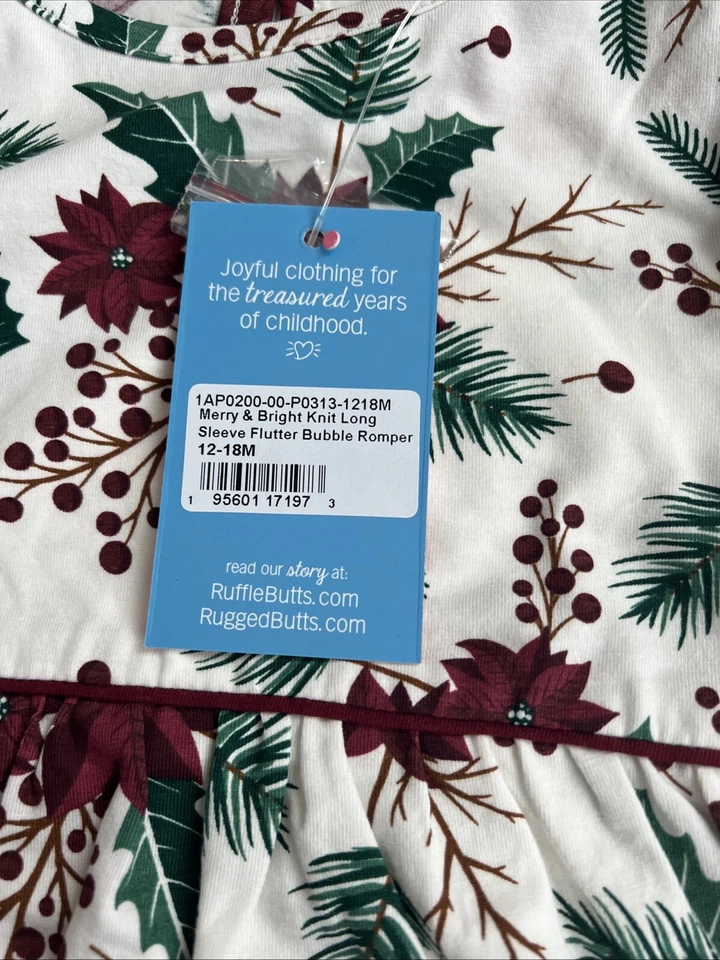 Joyful clothing for
the treasured years
of childhood.
1AP0200-00-P0313-1218M
Merry & Bright Knit Long
Sleeve Flutter Bubble Romper
12-18M
1 95601 17197 3
read our story at:
RuffleButts.com
RuggedButts.com